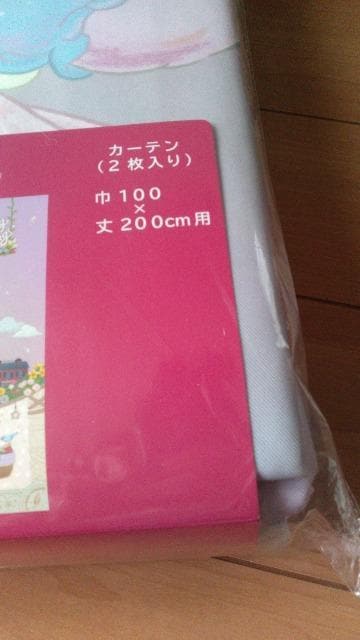 カーテン
(2枚入り)
巾100
×
丈200cm用